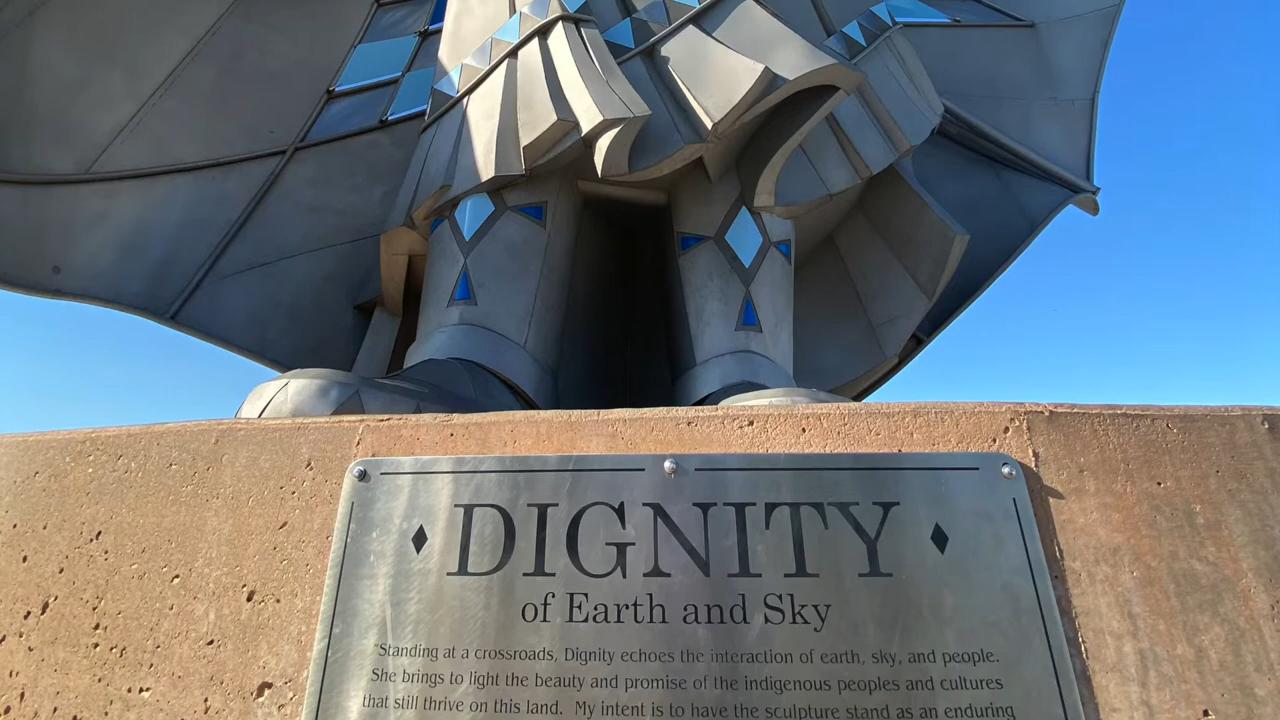 DIGNITY
of Earth and Sky
"Standing at a crossroads, Dignity echoes the interaction of earth, sky, and people.
She brings to light the beauty and promise of the indigenous peoples and cultures
that still thrive on this land. My intent is to have the sculpture stand as an enduring